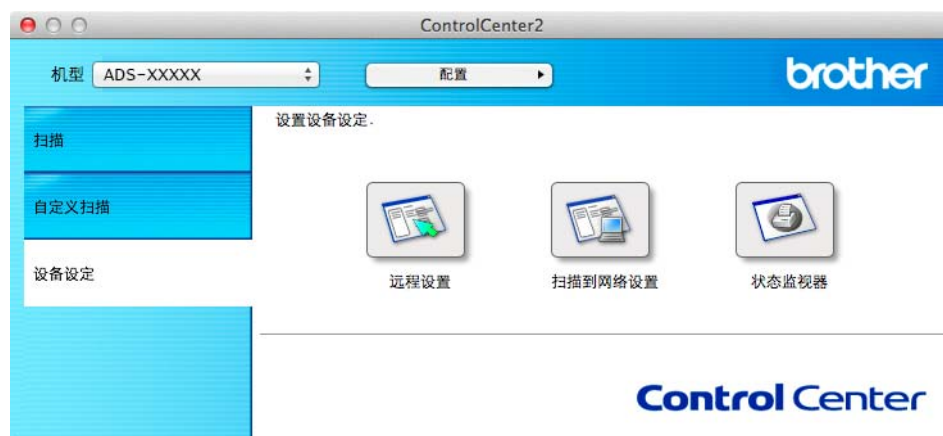 ControlCenter2
机型 ADS-XXXXX 配置 brother
扫描
自定义扫描
设备设定
设置设备设定.
远程设置 扫描到网络设置 状态监视器
Control Center